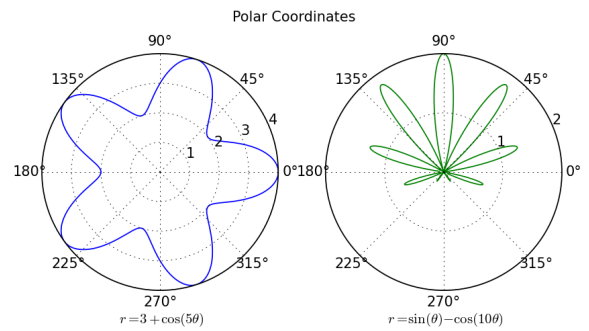 Polar Coordinates
90° 90°
135° 45° 135° 45°
4 2
3
2 1
1
180° 0° 180° 0°
225° 315° 225° 315°
270° 270°
r = 3 + cos(5θ) r = sin(θ) − cos(10θ)